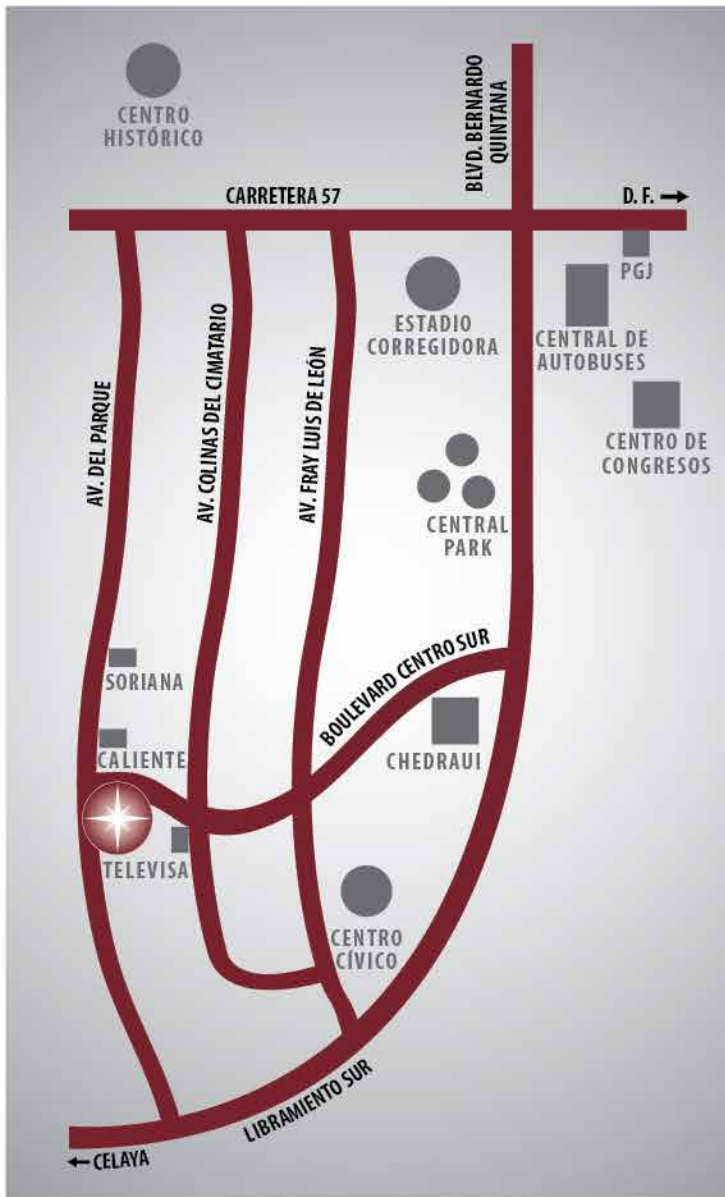 CENTRO
HISTÓRICO
BLVD. BERNARDO
QUINTANA
CARRETERA 57
D. F.
PGJ
ESTADIO
CORREGIDORA
CENTRAL DE
AUTOBUSES
AV. DEL PARQUE
AV. COLINAS DEL CIMATARIO
AV. FRAY LUIS DE LEÓN
CENTRO DE
CONGRESOS
CENTRAL
PARK
SORIANA
BOULEVARD CENTRO SUR
CALIENTE
CHEDRAUI
TELEVISA
CENTRO
CÍVICO
LIBRAMIENTO SUR
CELAYA